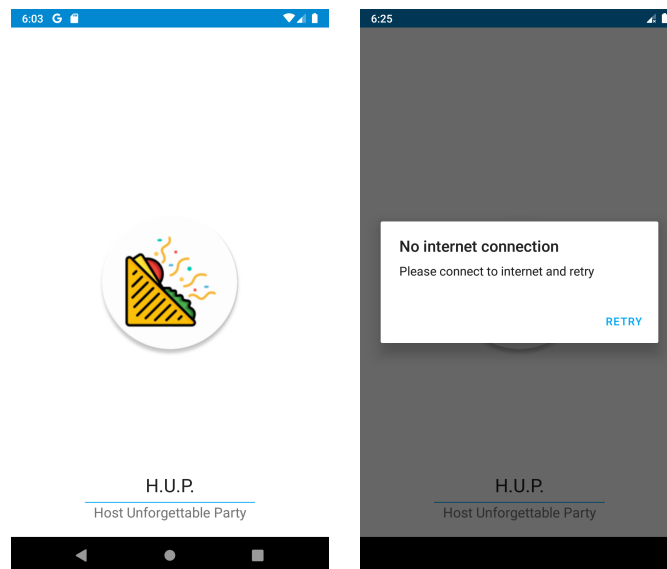 6:03 G
H.U.P.
Host Unforgettable Party
6:25
No internet connection
Please connect to internet and retry
RETRY
H.U.P.
Host Unforgettable Party